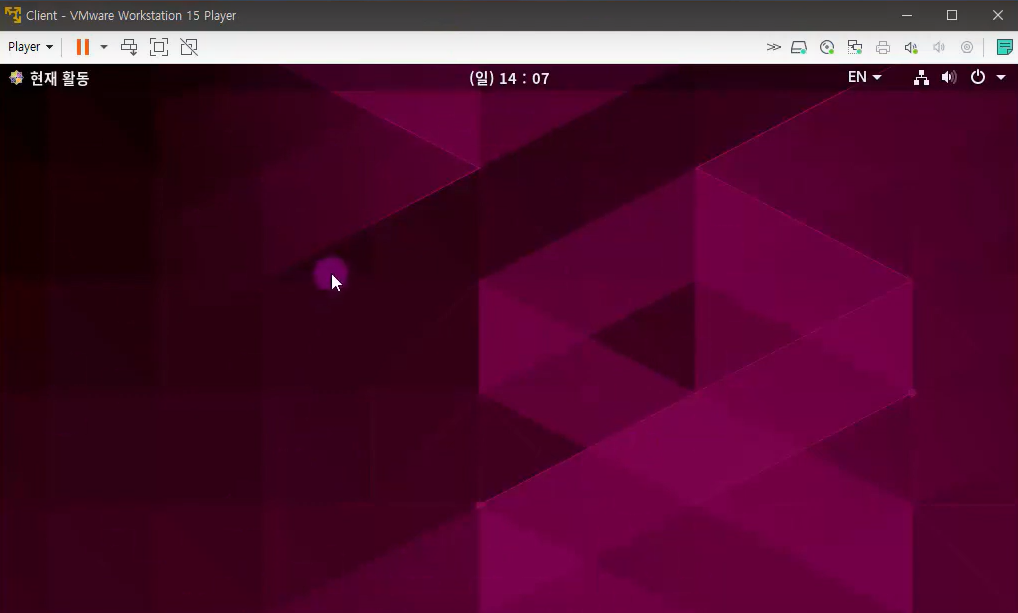 Client - VMware Workstation 15 Player
Player
현재 활동 (일) 14 : 07 EN